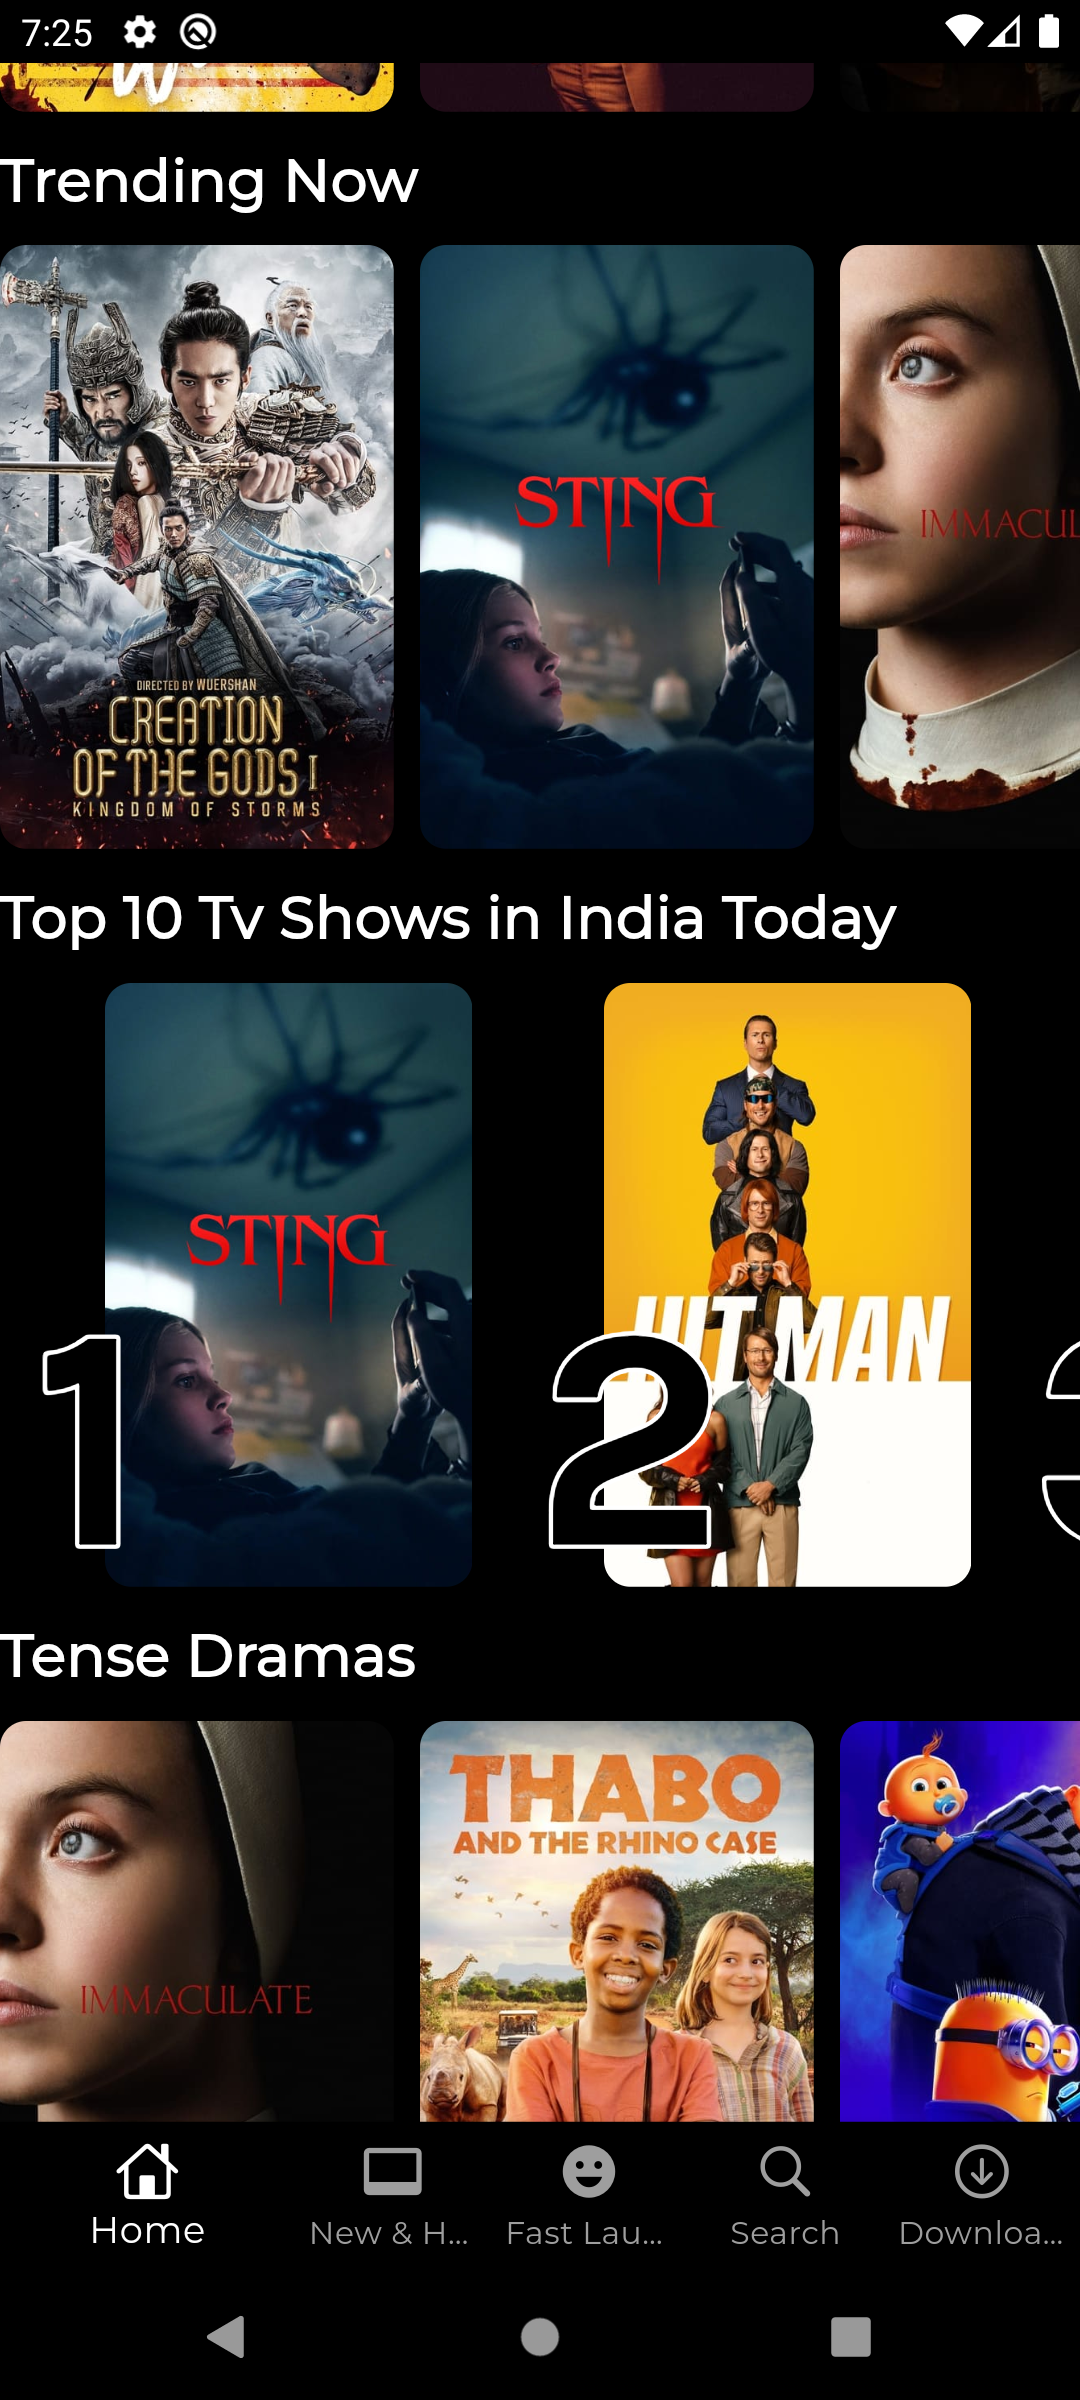 7:25
Trending Now
DIRECTED BY WUERSHAN
CREATION
OF THE GODS I
KINGDOM OF STORMS
STING
IMMACUL
Top 10 Tv Shows in India Today
STING
1
HIT MAN
2
3
Tense Dramas
IMMACULATE
THABO
AND THE RHINO CASE
Home
New & H...
Fast Lau...
Search
Downloa...